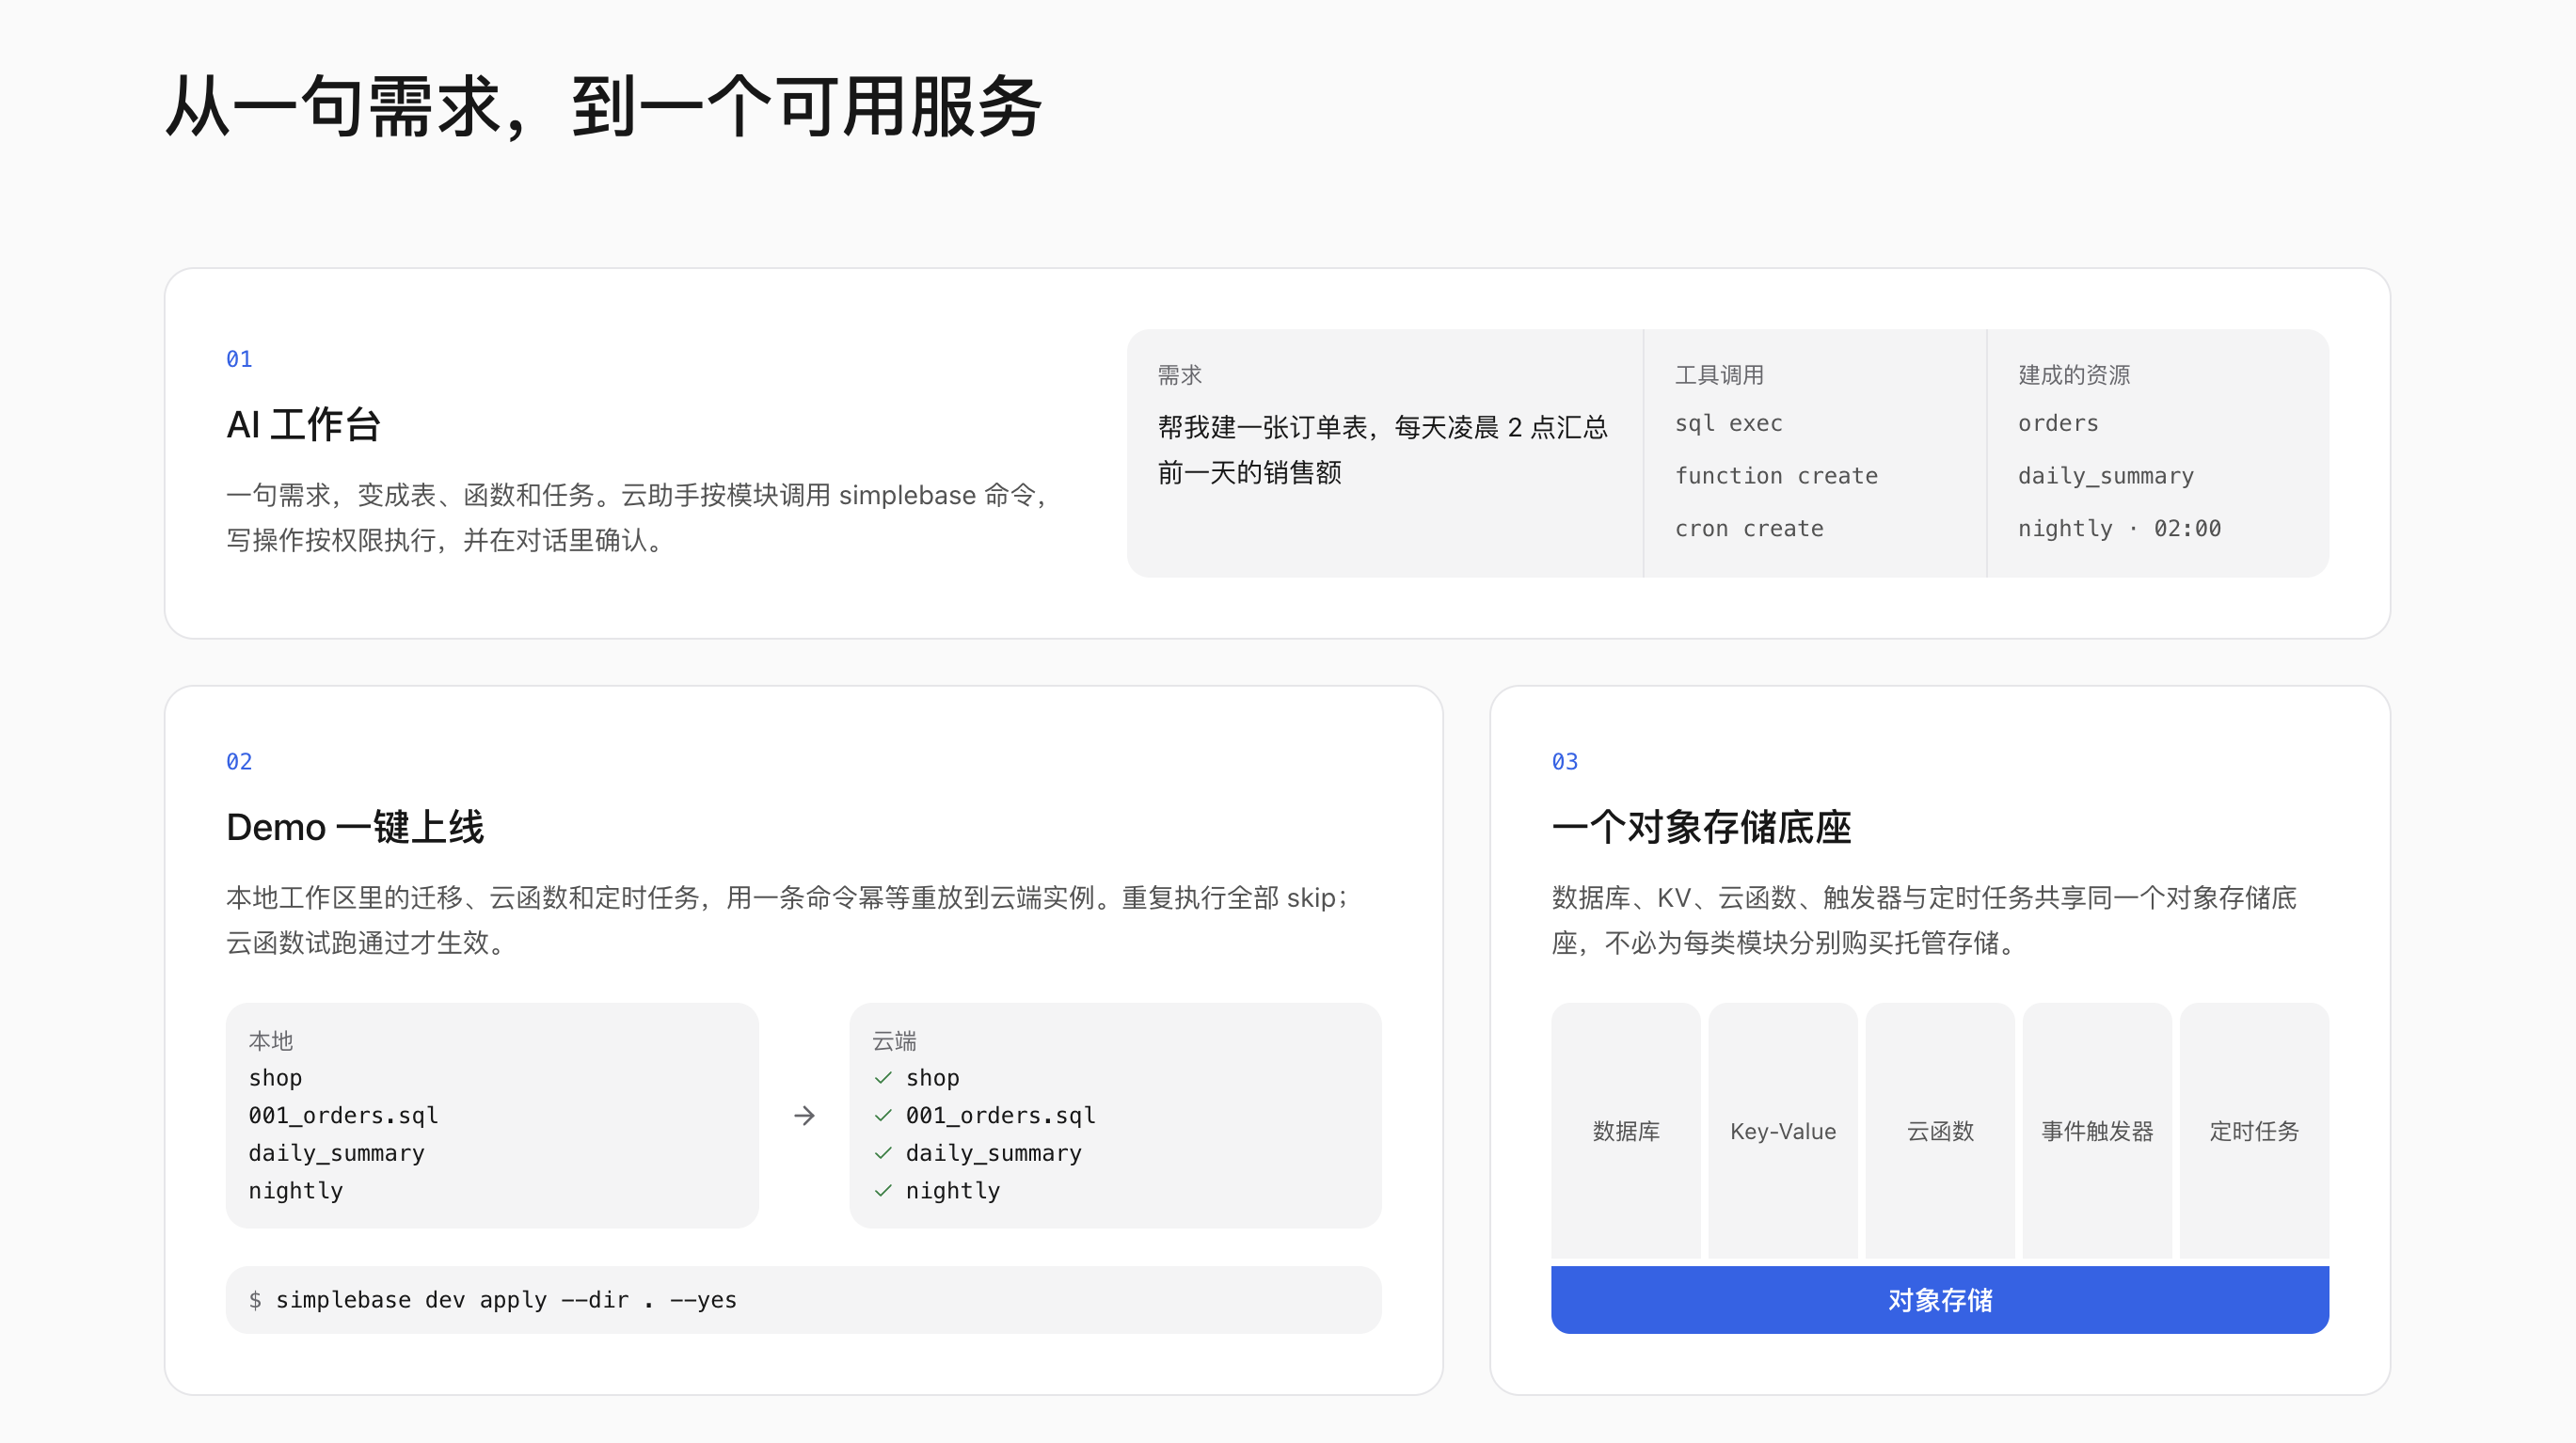 从一句需求，到一个可用服务
01
AI 工作台
一句需求，变成表、函数和任务。云助手按模块调用 simplebase 命令，
写操作按权限执行，并在对话里确认。
需求
帮我建一张订单表，每天凌晨 2 点汇总
前一天的销售额
工具调用
sql exec
function create
cron create
建成的资源
orders
daily_summary
nightly · 02:00
02
Demo 一键上线
本地工作区里的迁移、云函数和定时任务，用一条命令幂等重放到云端实例。重复执行全部 skip；
云函数试跑通过才生效。
本地
shop
001_orders.sql
daily_summary
nightly
→
云端
✓ shop
✓ 001_orders.sql
✓ daily_summary
✓ nightly
$ simplebase dev apply --dir . --yes
03
一个对象存储底座
数据库、KV、云函数、触发器与定时任务共享同一个对象存储底
座，不必为每类模块分别购买托管存储。
数据库
Key-Value
云函数
事件触发器
定时任务
对象存储